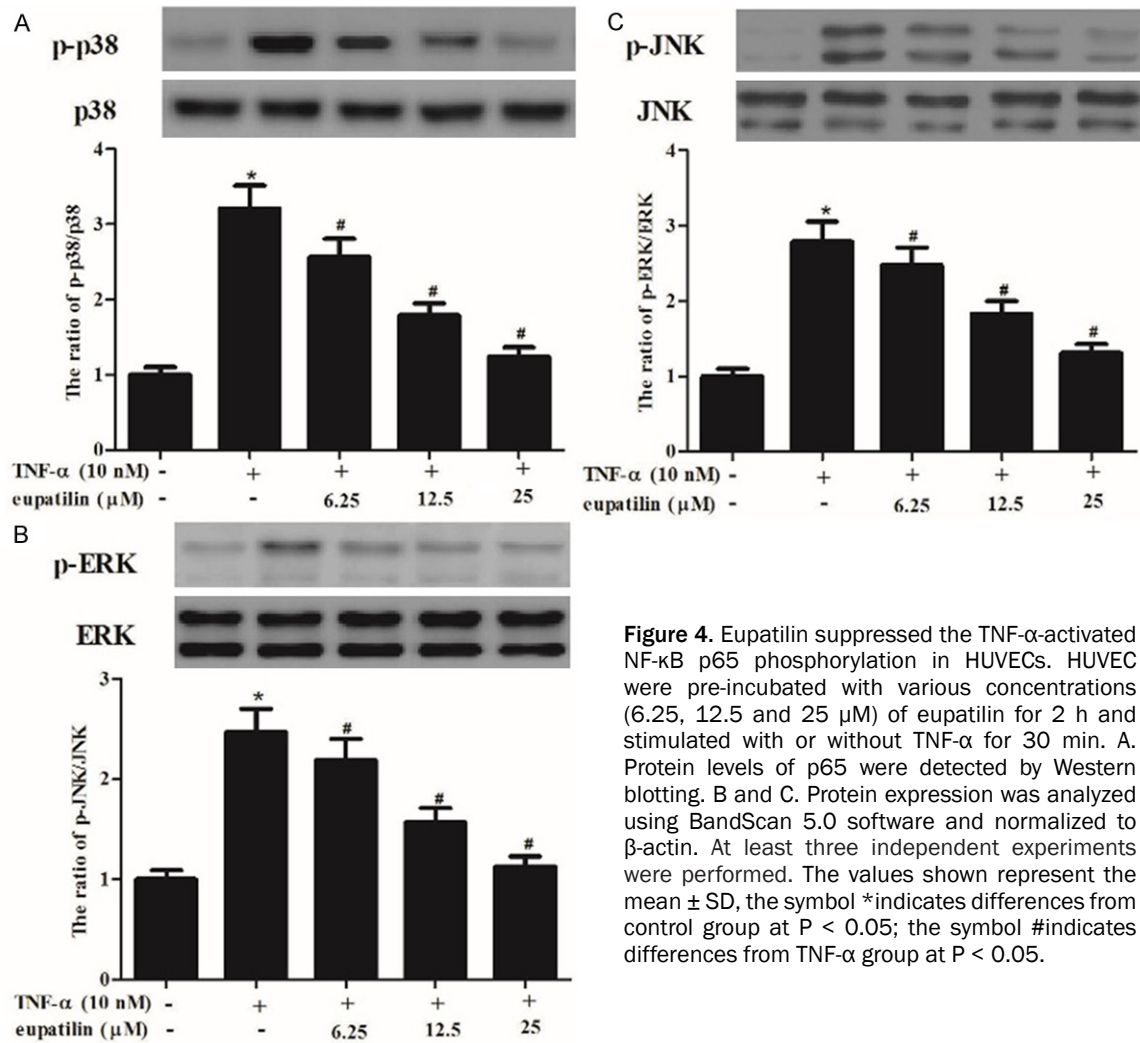 A
p-p38
p38
4
3
2
1
0
The ratio of p-p38/p38
*
#
#
#
TNF-α (10 nM) - + + + +
eupatilin (μM) - - 6.25 12.5 25
C
p-JNK
JNK
4
3
2
1
0
The ratio of p-ERK/ERK
*
#
#
#
TNF-α (10 nM) - + + + +
eupatilin (μM) - - 6.25 12.5 25
B
p-ERK
ERK
3
2
1
0
The ratio of p-JNK/JNK
*
#
#
#
TNF-α (10 nM) - + + + +
eupatilin (μM) - - 6.25 12.5 25
Figure 4. Eupatilin suppressed the TNF-α-activated
NF-κB p65 phosphorylation in HUVECs. HUVEC
were pre-incubated with various concentrations
(6.25, 12.5 and 25 μM) of eupatilin for 2 h and
stimulated with or without TNF-α for 30 min. A.
Protein levels of p65 were detected by Western
blotting. B and C. Protein expression was analyzed
using BandScan 5.0 software and normalized to
β-actin. At least three independent experiments
were performed. The values shown represent the
mean ± SD, the symbol *indicates differences from
control group at P < 0.05; the symbol #indicates
differences from TNF-α group at P < 0.05.